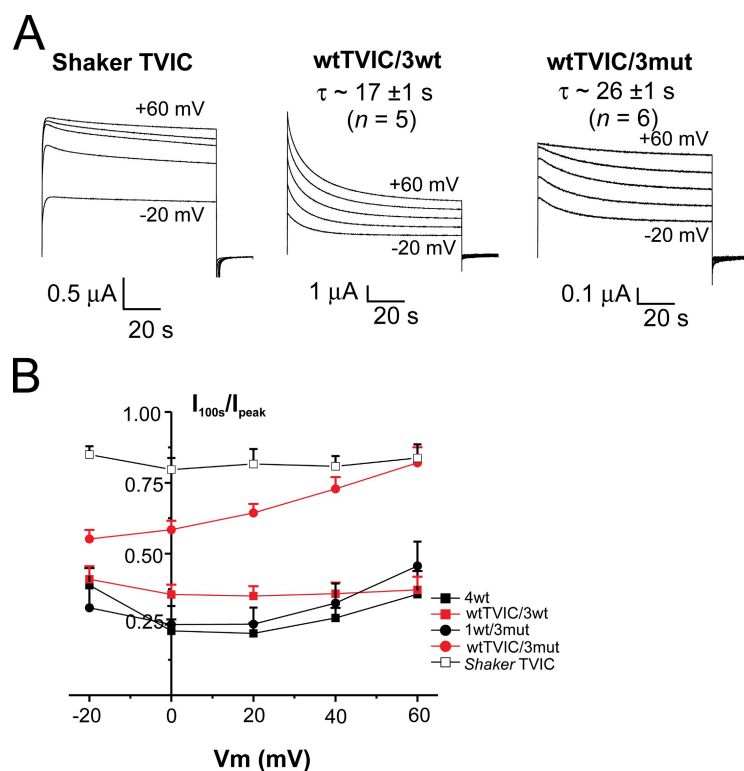 A
Shaker TVIC
wtTVIC/3wt
wtTVIC/3mut
τ ~ 17 ±1 s
(n = 5)
τ ~ 26 ±1 s
(n = 6)
+60 mV
-20 mV
+60 mV
-20 mV
+60 mV
-20 mV
0.5 μA
20 s
1 μA
20 s
0.1 μA
20 s
B
I100s/Ipeak
1.00
0.75
0.50
0.25
-20
0
20
40
60
Vm (mV)
4wt
wtTVIC/3wt
1wt/3mut
wtTVIC/3mut
Shaker TVIC